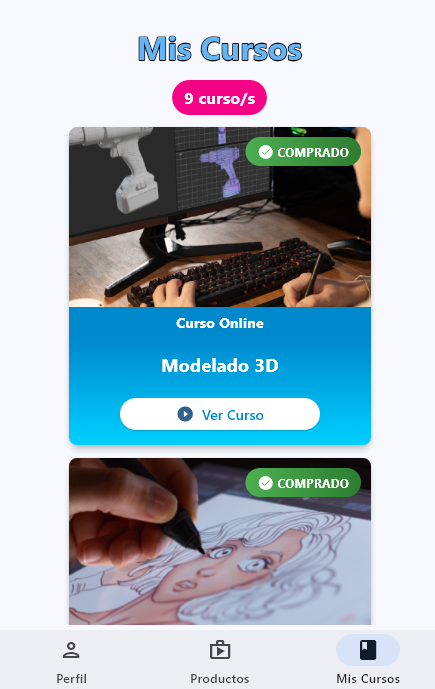 Mis Cursos
9 curso/s
COMPRADO
Curso Online
Modelado 3D
Ver Curso
COMPRADO
Perfil
Productos
Mis Cursos